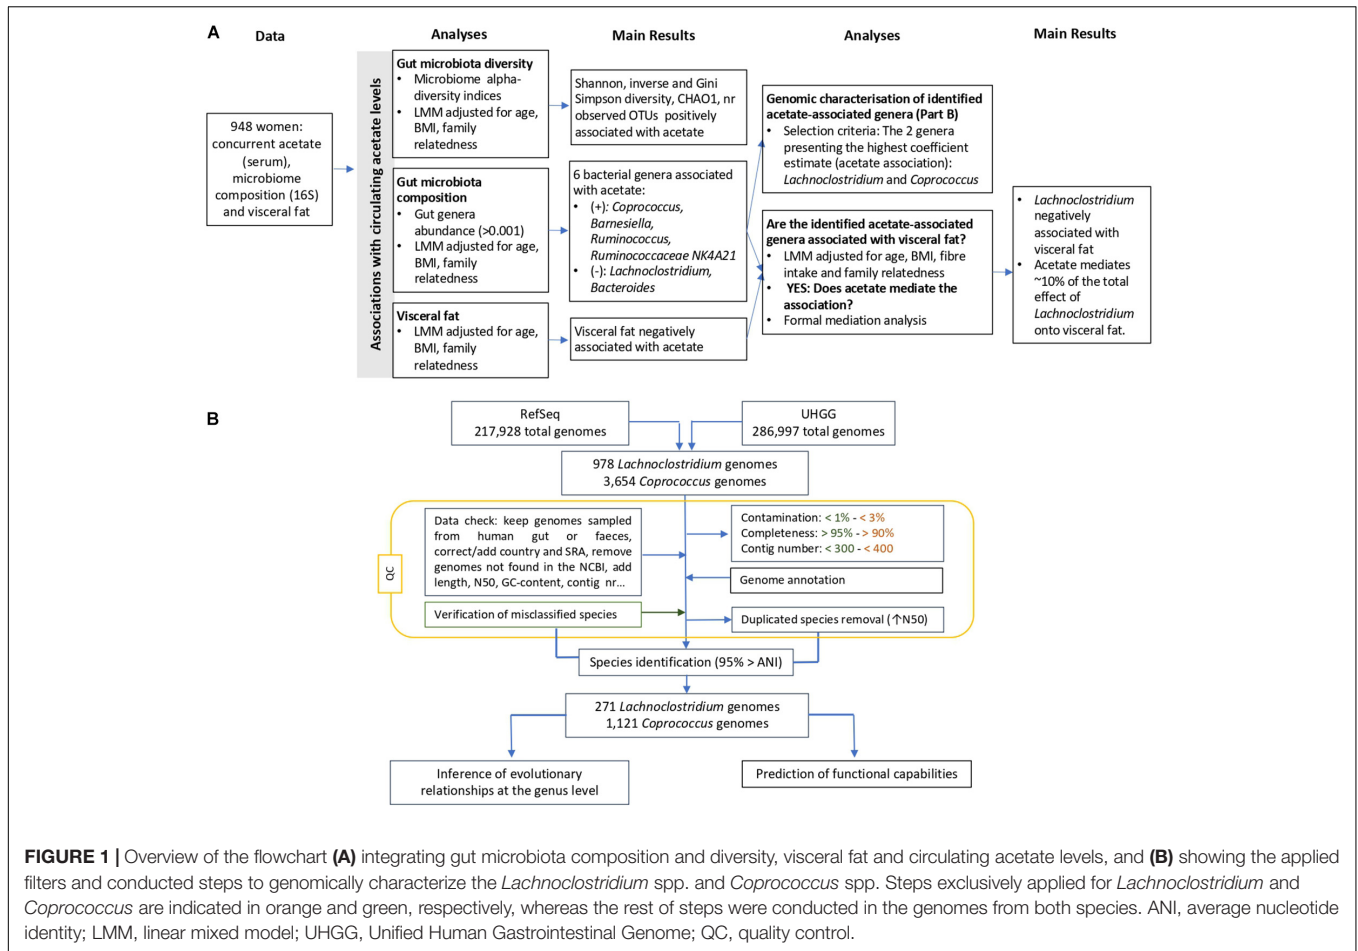 A
Data
Analyses
Main Results
Analyses
Main Results
948 women:
concurrent acetate
(serum),
microbiome
composition (16S)
and visceral fat
Associations with circulating acetate levels
Gut microbiota diversity
• Microbiome alpha-
diversity indices
• LMM adjusted for age,
BMI, family
relatedness
Gut microbiota
composition
• Gut genera
abundance (>0.001)
• LMM adjusted for age,
BMI, family
relatedness
Visceral fat
• LMM adjusted for age,
BMI, family
relatedness
Shannon, inverse and Gini
Simpson diversity, CHAO1, nr
observed OTUs positively
associated with acetate
6 bacterial genera associated
with acetate:
• (+): Coprococcus,
Barnesiella,
Ruminococcus,
Ruminococcaceae NK4A21
• (-): Lachnoclostridium,
Bacteroides
Visceral fat negatively
associated with acetate
Genomic characterisation of identified
acetate-associated genera (Part B)
• Selection criteria: The 2 genera
presenting the highest coefficient
estimate (acetate association):
Lachnoclostridium and Coprococcus
Are the identified acetate-associated
genera associated with visceral fat?
• LMM adjusted for age, BMI, fibre
intake and family relatedness
• YES: Does acetate mediate the
association?
• Formal mediation analysis
• Lachnoclostridium
negatively
associated with
visceral fat
• Acetate mediates
~10% of the total
effect of
Lachnoclostridium
onto visceral fat.
B
RefSeq
217,928 total genomes
UHGG
286,997 total genomes
978 Lachnoclostridium genomes
3,654 Coprococcus genomes
QC
Data check: keep genomes sampled
from human gut or faeces,
correct/add country and SRA, remove
genomes not found in the NCBI, add
length, N50, GC-content, contig nr...
Contamination: < 1% - < 3%
Completeness: > 95% - > 90%
Contig number: < 300 - < 400
Genome annotation
Verification of misclassified species
Duplicated species removal (↑N50)
Species identification (95% > ANI)
271 Lachnoclostridium genomes
1,121 Coprococcus genomes
Inference of evolutionary
relationships at the genus level
Prediction of functional capabilities
FIGURE 1 | Overview of the flowchart (A) integrating gut microbiota composition and diversity, visceral fat and circulating acetate levels, and (B) showing the applied
filters and conducted steps to genomically characterize the Lachnoclostridium spp. and Coprococcus spp. Steps exclusively applied for Lachnoclostridium and
Coprococcus are indicated in orange and green, respectively, whereas the rest of steps were conducted in the genomes from both species. ANI, average nucleotide
identity; LMM, linear mixed model; UHGG, Unified Human Gastrointestinal Genome; QC, quality control.